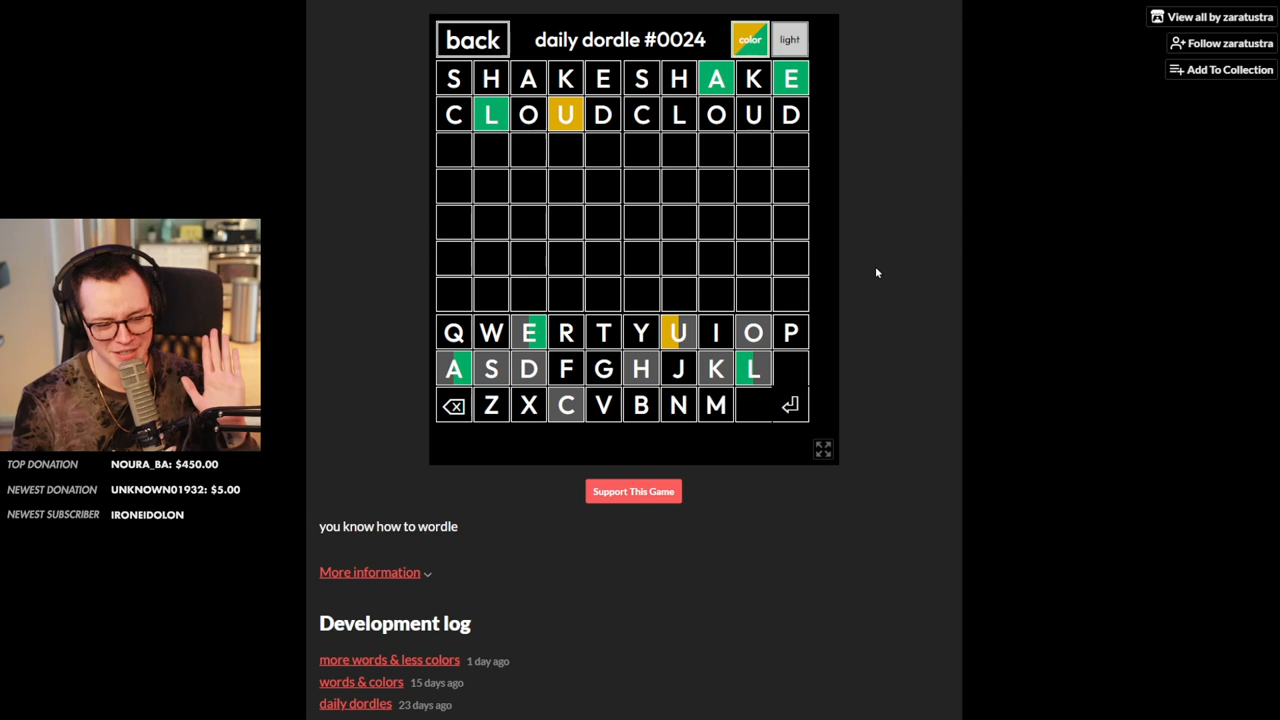 View all by zaratustra
Follow zaratustra
Add To Collection
back daily dordle #0024 color light
S H A K E S H A K E
C L O U D C L O U D
Q W E R T Y U I O P
A S D F G H J K L
Z X C V B N M
TOP DONATION NOURA_BA: $450.00
NEWEST DONATION UNKNOWN01932: $5.00
NEWEST SUBSCRIBER IRONEIDOLON
Support This Game
you know how to wordle
More information
Development log
more words & less colors 1 day ago
words & colors 15 days ago
daily dordles 23 days ago